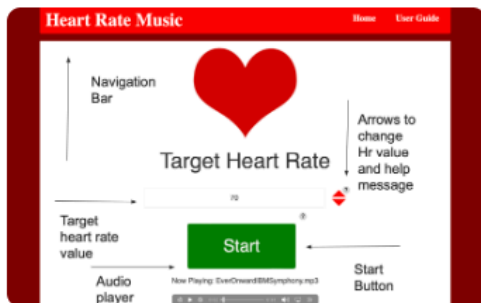 Heart Rate Music
Home
User Guide
Navigation
Bar
Arrows to
change
Hr value
and help
message
Target Heart Rate
70
Target
heart rate
value
Start
Start
Button
Audio
player
Now Playing: EverOnwardIBMSymphony.mp3